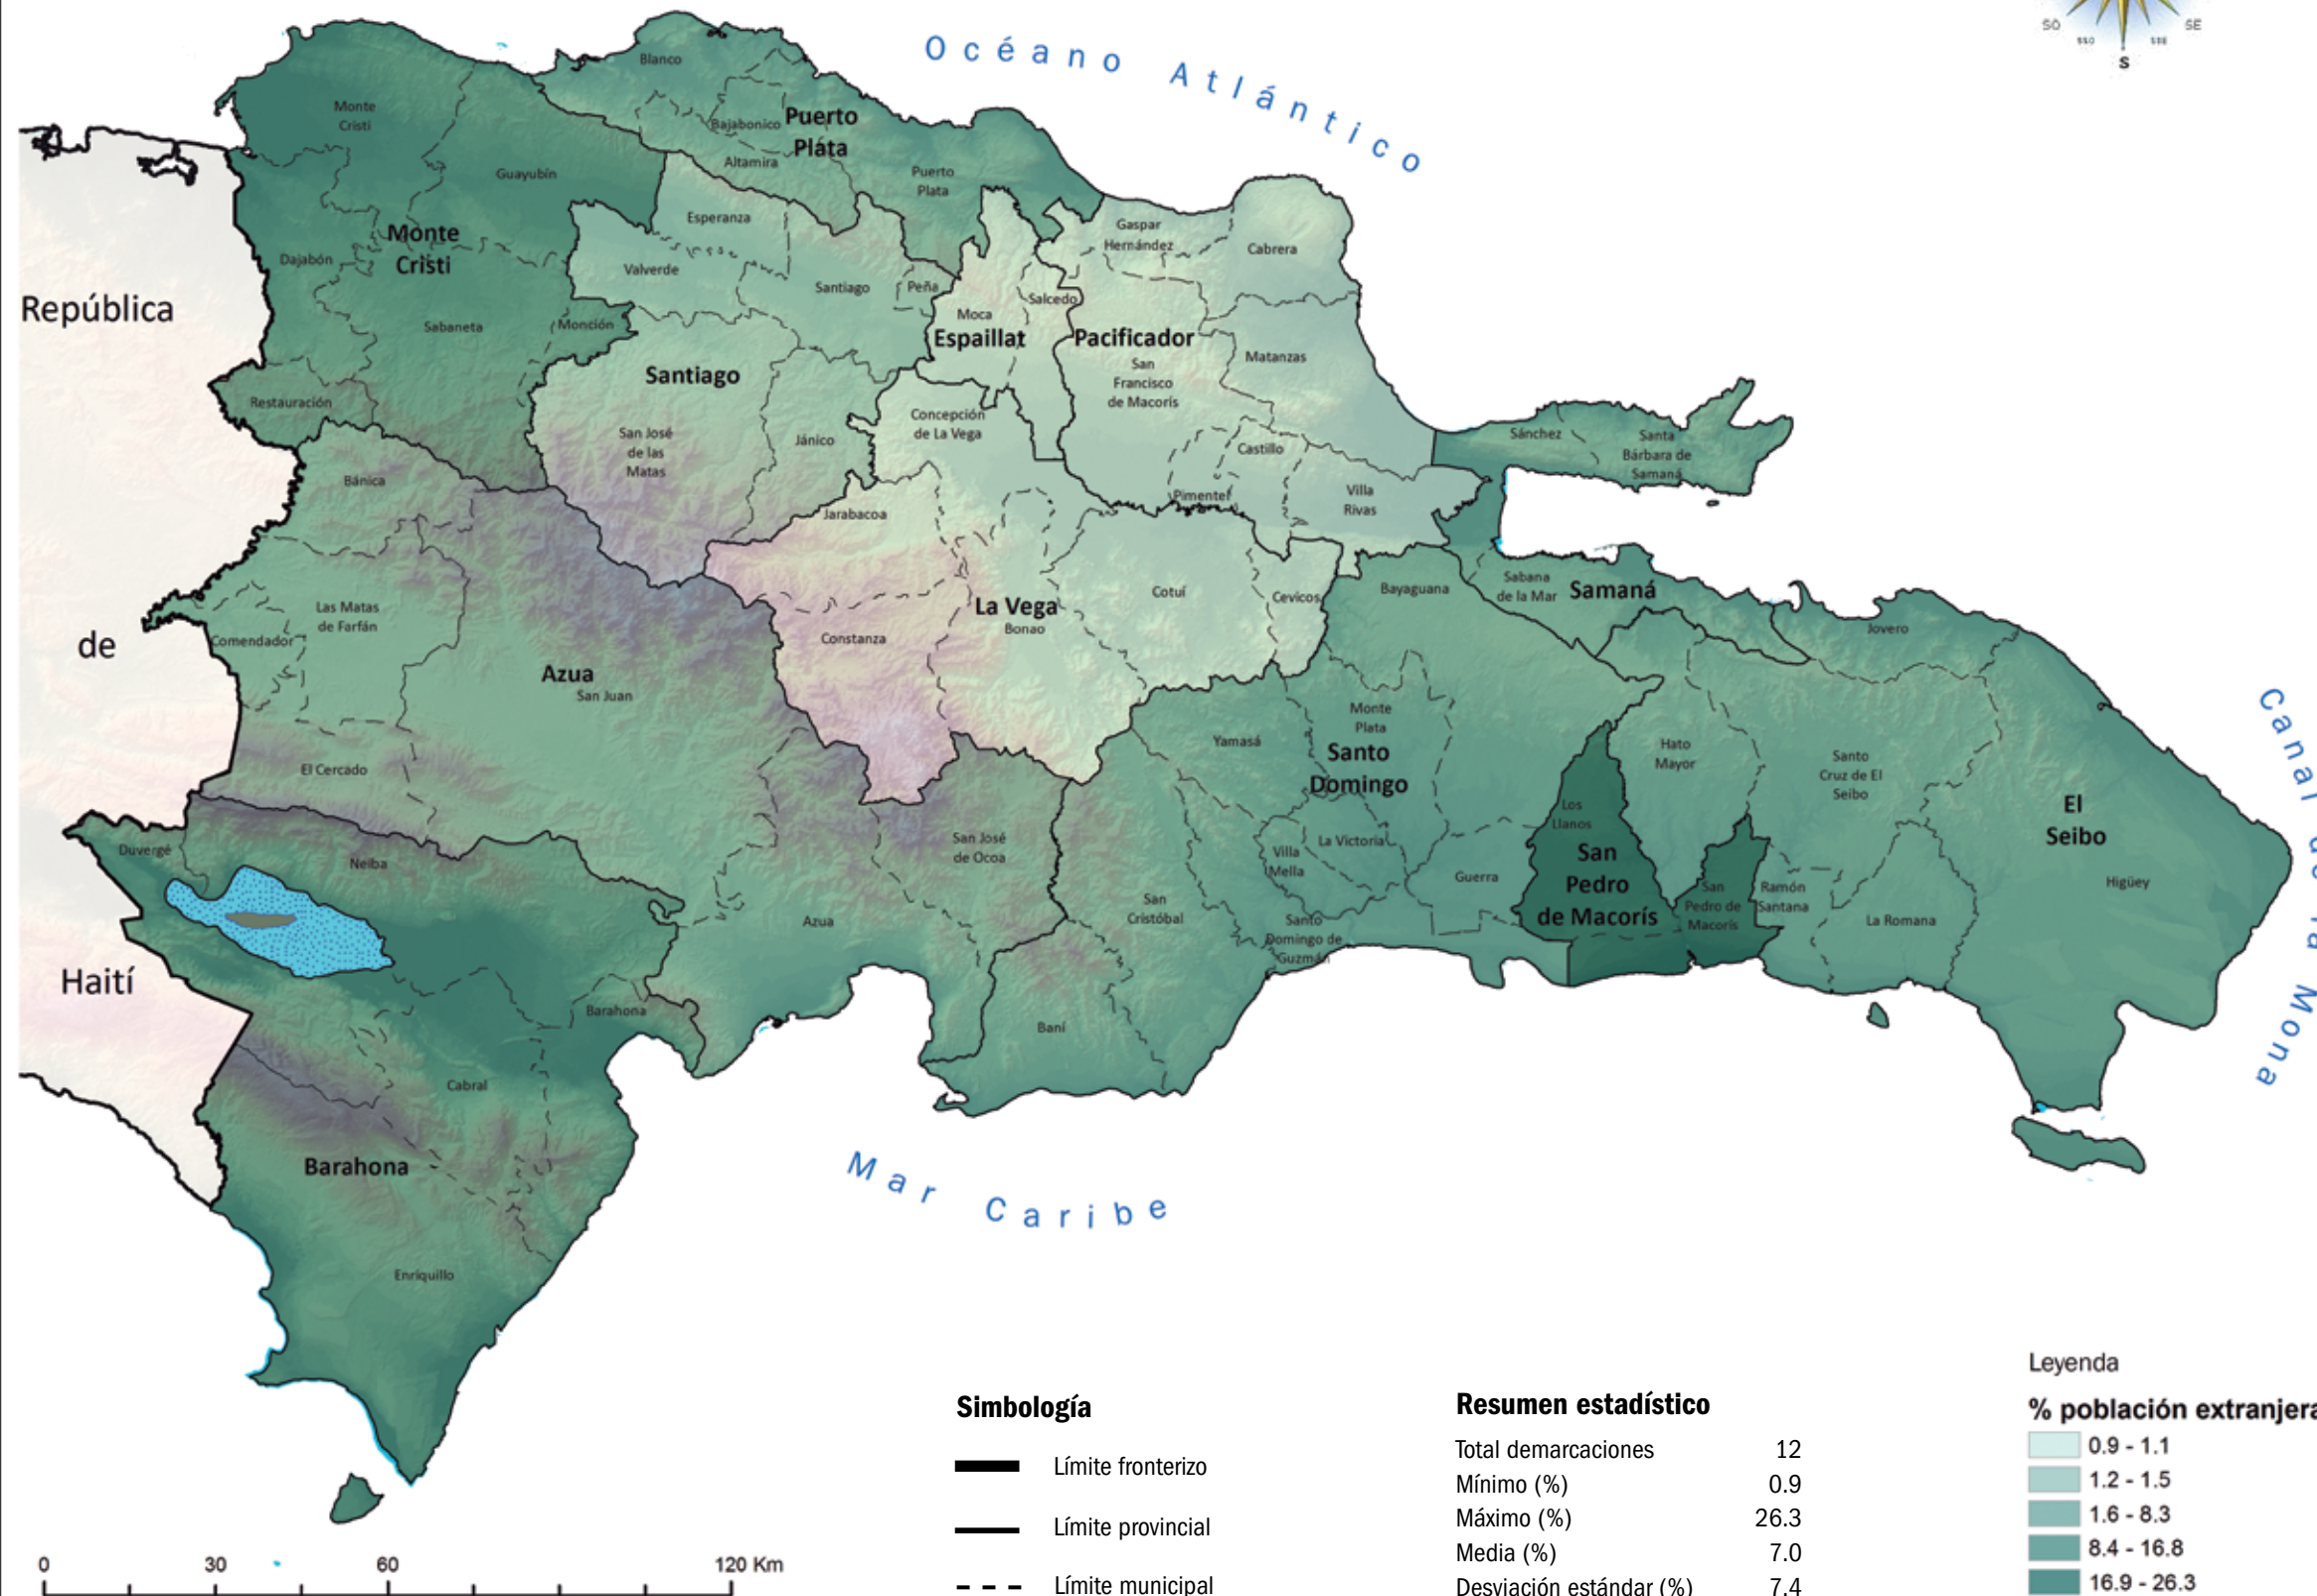 Océano Atlántico
SO
SSO
S
SSE
SE
Blanco
Monte
Cristi
Bajabonico
Puerto
Pláta
Altamira
Guayubín
Puerto
Plata
Esperanza
Gaspar
Hernández
Cabrera
Monte
Cristi
Dajabón
Valverde
Santiago
Peña
Salcedo
República
Moca
Sabaneta
Monción
Espaillat
Pacificador
Matanzas
San
Francisco
de Macorís
Santiago
Restauración
Concepción
de La Vega
San José
de las
Matas
Jánico
Castillo
Sánchez
Santa
Bárbara de
Samaná
Bánica
Pimentel
Villa
Rivas
Jarabacoa
Las Matas
de Farfán
Cotuí
Cevicos
Bayaguana
Sabana
de la Mar
Samaná
La Vega
Bonao
Constanza
Comendador
de
Jovero
Azua
San Juan
Canal de la Mona
Monte
Plata
Yamasá
Santo
Domingo
Hato
Mayor
Santo
Cruz de El
Seibo
El
Seibo
El Cercado
Los
Llanos
San José
de Ocoa
La Victoria
Villa
Mella
Duvergé
Neiba
San
Pedro
de Macorís
Guerra
San
Pedro de
Macorís
Ramón
Santana
Higüey
La Romana
San
Cristóbal
Azua
Santo
Domingo de
Guzmán
Haití
Barahona
Baní
Cabral
Barahona
Mar Caribe
Enriquillo
Simbología
Límite fronterizo
Límite provincial
Límite municipal
Resumen estadístico
Total demarcaciones 12
Mínimo (%) 0.9
Máximo (%) 26.3
Media (%) 7.0
Desviación estándar (%) 7.4
Leyenda
% población extranjera
0.9 - 1.1
1.2 - 1.5
1.6 - 8.3
8.4 - 16.8
16.9 - 26.3
0 30 60 120 Km